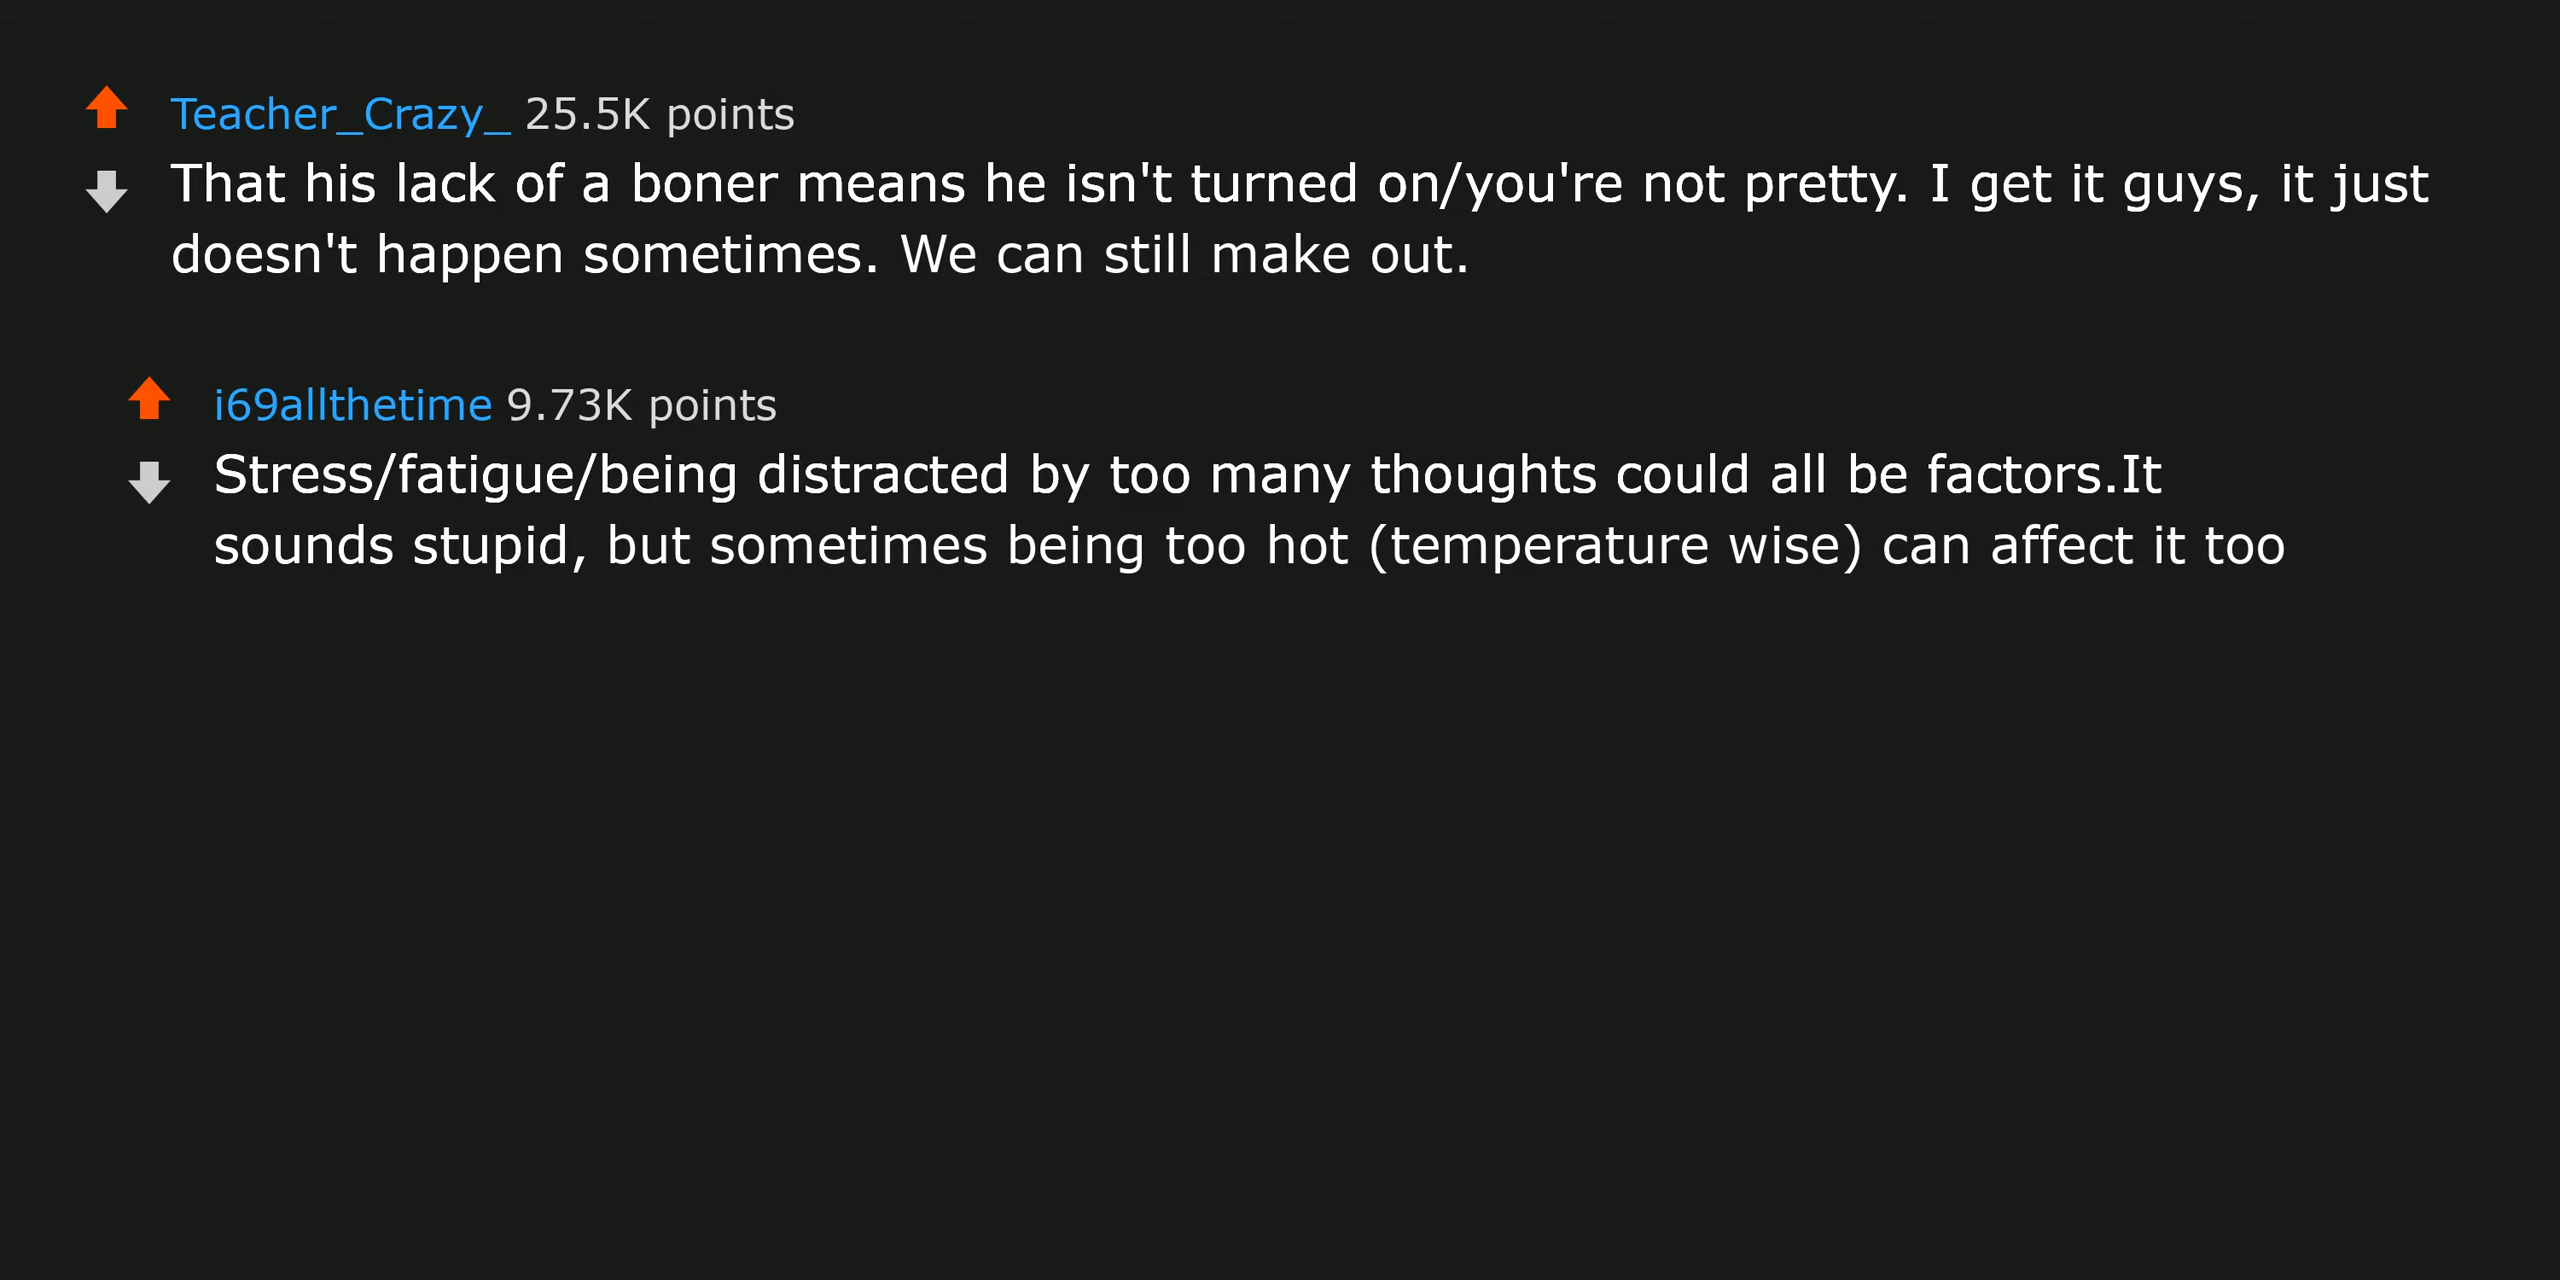 Teacher_Crazy_ 25.5K points
That his lack of a boner means he isn't turned on/you're not pretty. I get it guys, it just
doesn't happen sometimes. We can still make out.
i69allthetime 9.73K points
Stress/fatigue/being distracted by too many thoughts could all be factors.It
sounds stupid, but sometimes being too hot (temperature wise) can affect it too